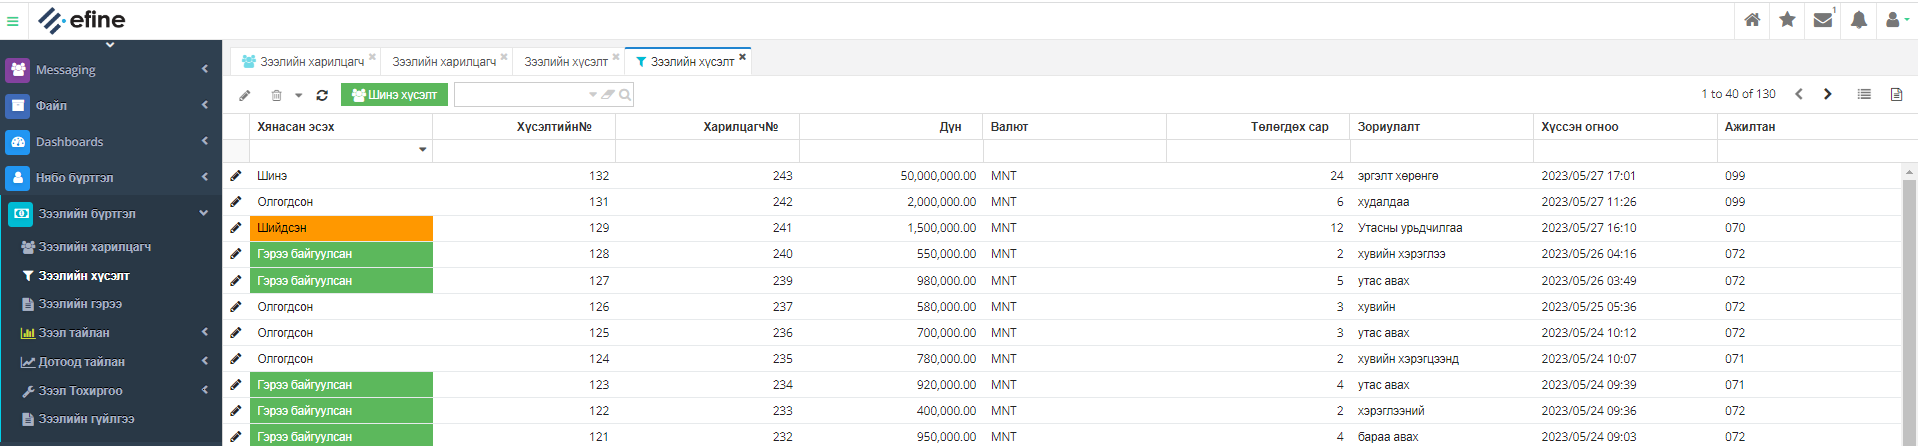 efine
1
Messaging
Файл
Dashboards
Нябо бүртгэл
Зээлийн бүртгэл
Зээлийн харилцагч
Зээлийн хүсэлт
Зээлийн гэрээ
Зээл тайлан
Дотоод тайлан
Зээл Тохиргоо
Зээлийн гүйлгээ
Зээлийн харилцагч Зээлийн харилцагч Зээлийн хүсэлт Зээлийн хүсэлт
Шинэ хүсэлт 1 to 40 of 130
Хянасан эсэх Хүсэлтийн№ Харилцагч№ Дүн Валют Төлөгдөх сар Зориулалт Хүссэн огноо Ажилтан
Шинэ 132 243 50,000,000.00 MNT 24 эргэлт хөрөнгө 2023/05/27 17:01 099
Олгогдсон 131 242 2,000,000.00 MNT 6 худалдаа 2023/05/27 11:26 099
Шийдсэн 129 241 1,500,000.00 MNT 12 Утасны урьдчилгаа 2023/05/27 16:10 070
Гэрээ байгуулсан 128 240 550,000.00 MNT 2 хувийн хэрэглээ 2023/05/26 04:16 072
Гэрээ байгуулсан 127 239 980,000.00 MNT 5 утас авах 2023/05/26 03:49 072
Олгогдсон 126 237 580,000.00 MNT 3 хувийн 2023/05/25 05:36 072
Олгогдсон 125 236 700,000.00 MNT 3 утас авах 2023/05/24 10:12 072
Олгогдсон 124 235 780,000.00 MNT 2 хувийн хэрэгцээнд 2023/05/24 10:07 071
Гэрээ байгуулсан 123 234 920,000.00 MNT 4 утас авах 2023/05/24 09:39 071
Гэрээ байгуулсан 122 233 400,000.00 MNT 2 хэрэглээний 2023/05/24 09:36 072
Гэрээ байгуулсан 121 232 950,000.00 MNT 4 бараа авах 2023/05/24 09:03 072